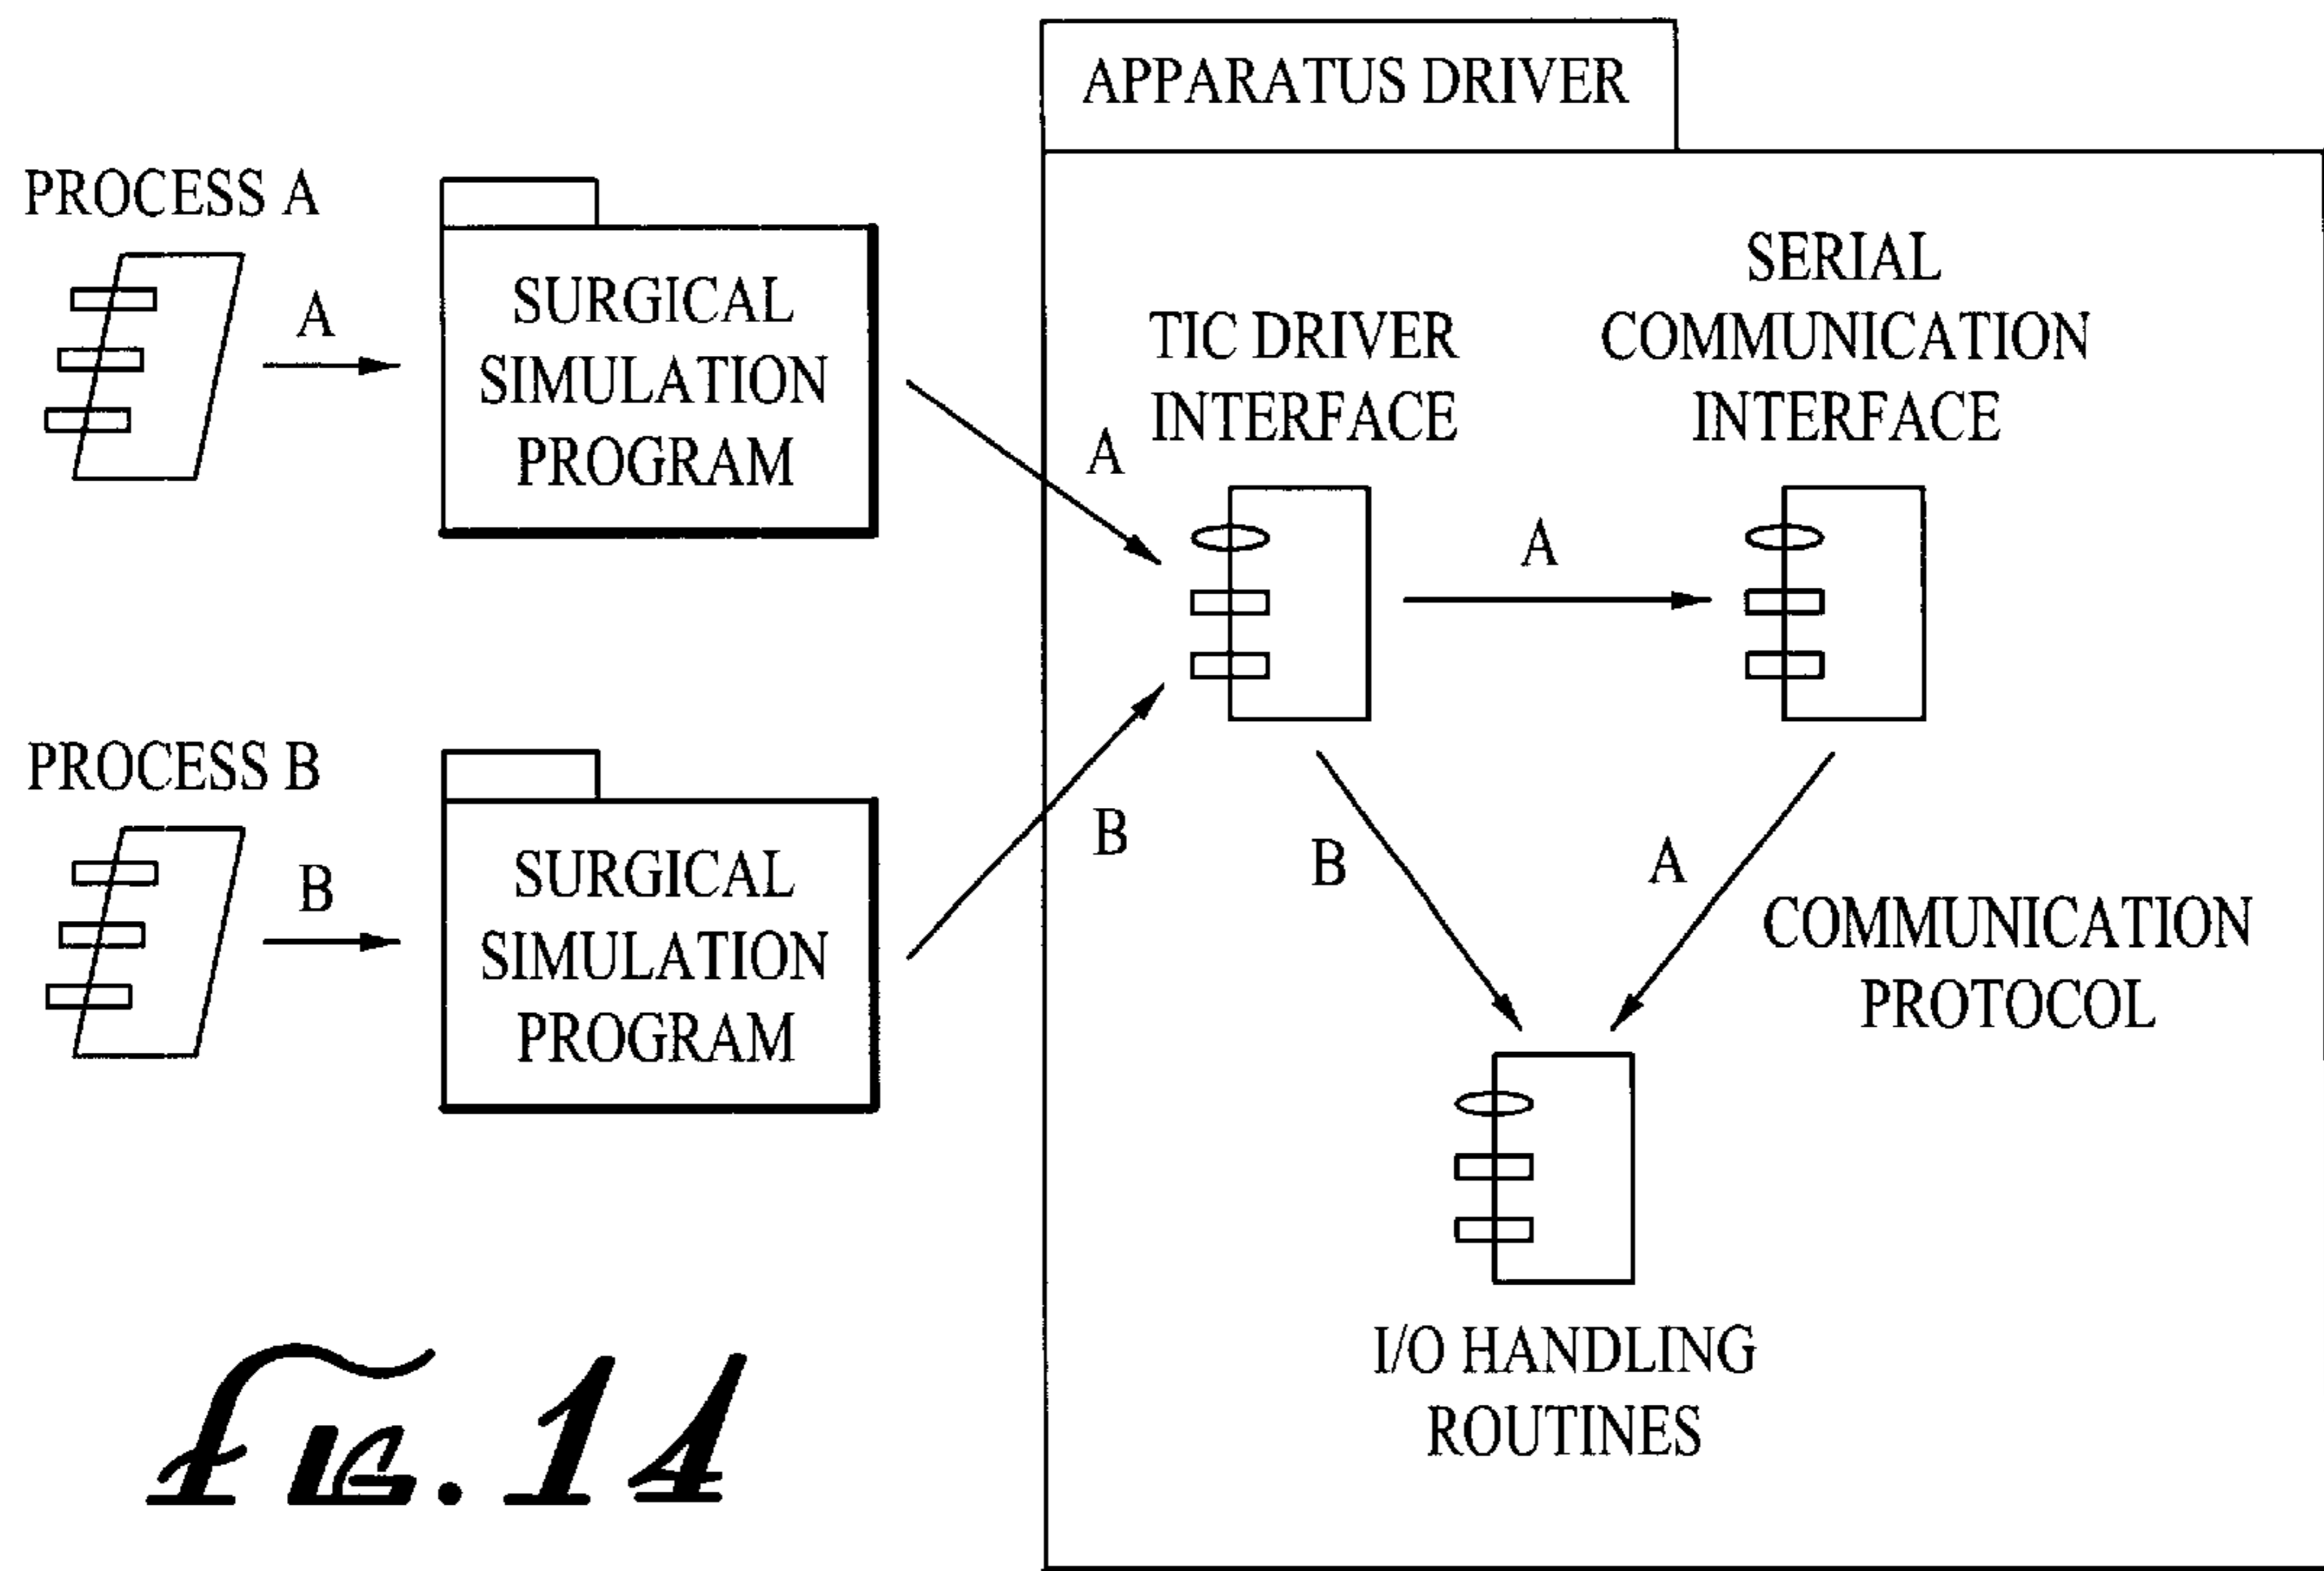 APPARATUS DRIVER
PROCESS A
A
SURGICAL
SIMULATION
PROGRAM
A
TIC DRIVER
INTERFACE
A
SERIAL
COMMUNICATION
INTERFACE
PROCESS B
B
SURGICAL
SIMULATION
PROGRAM
B
B
A
COMMUNICATION
PROTOCOL
I/O HANDLING
ROUTINES
FIG. 14